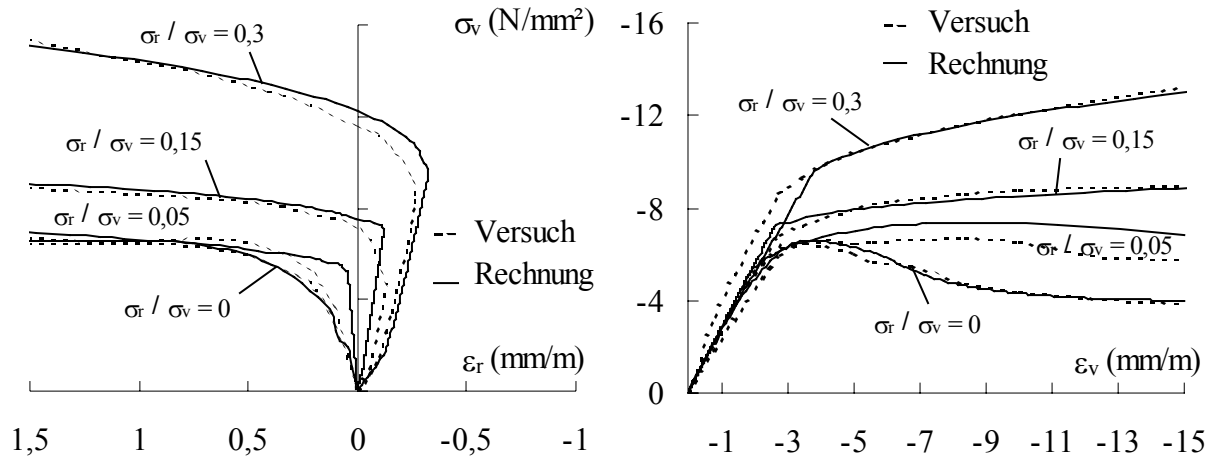 σᵥ (N/mm²)
σᵣ / σᵥ = 0,3
σᵣ / σᵥ = 0,15
σᵣ / σᵥ = 0,05
σᵣ / σᵥ = 0
Versuch
Rechnung
εᵣ (mm/m)
1,5 1 0,5 0 -0,5 -1
-16
-12
-8
-4
0
Versuch
Rechnung
σᵣ / σᵥ = 0,3
σᵣ / σᵥ = 0,15
σᵣ / σᵥ = 0,05
σᵣ / σᵥ = 0
εᵥ (mm/m)
-1 -3 -5 -7 -9 -11 -13 -15